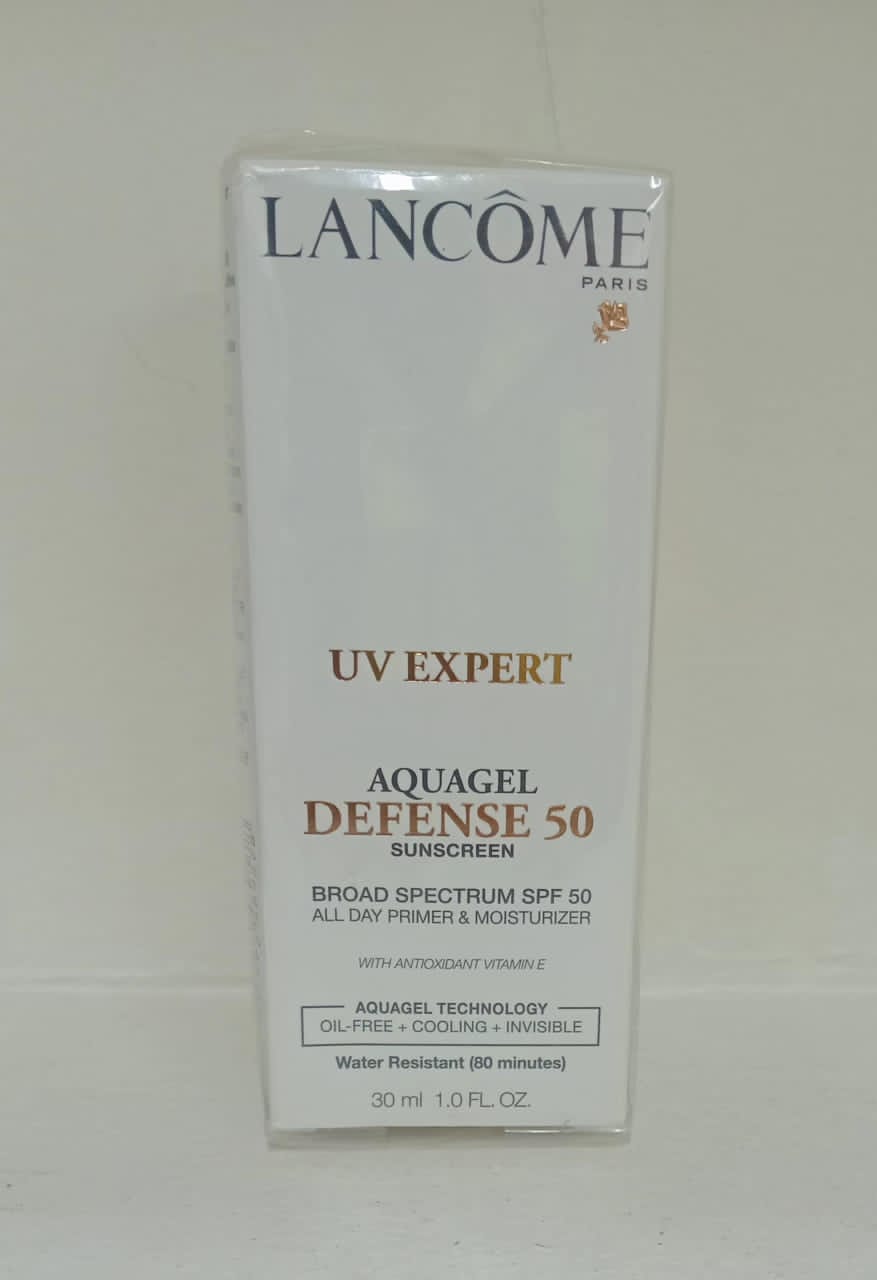 LANCÔME
PARIS
UV EXPERT
AQUAGEL
DEFENSE 50
SUNSCREEN
BROAD SPECTRUM SPF 50
ALL DAY PRIMER & MOISTURIZER
WITH ANTIOXIDANT VITAMIN E
AQUAGEL TECHNOLOGY
OIL-FREE + COOLING + INVISIBLE
Water Resistant (80 minutes)
30 ml 1.0 FL. OZ.